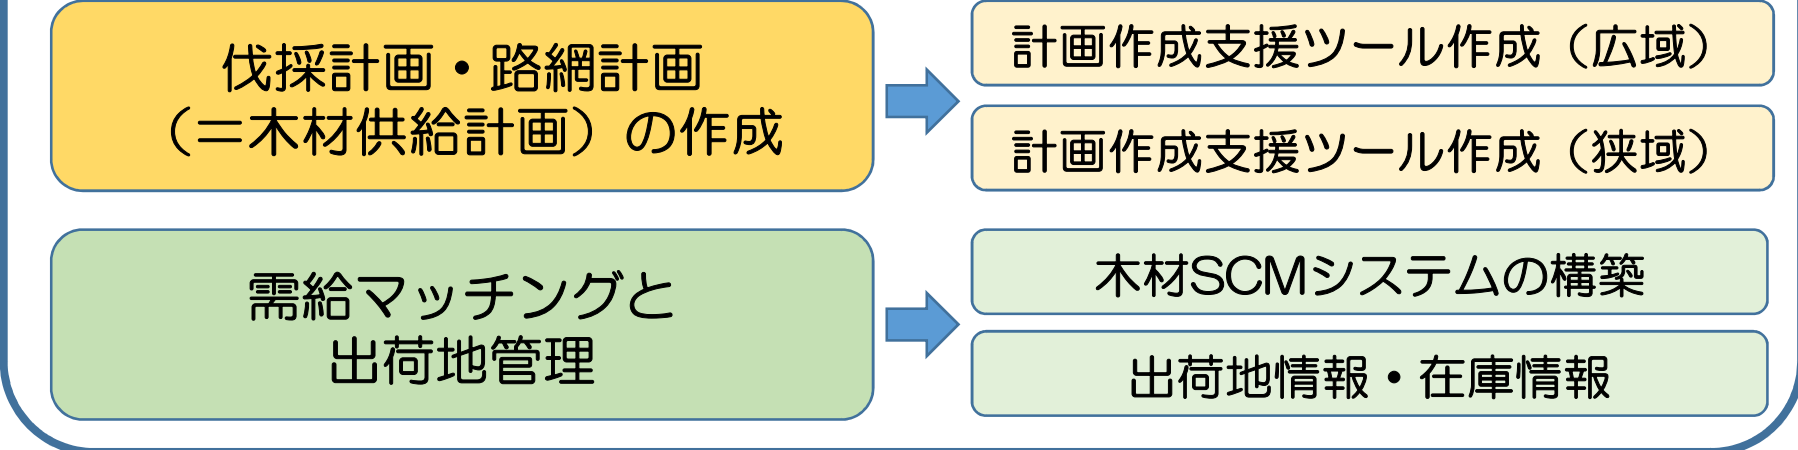 伐採計画・路網計画
（＝木材供給計画）の作成
計画作成支援ツール作成（広域）
計画作成支援ツール作成（狭域）
需給マッチングと
出荷地管理
木材SCMシステムの構築
出荷地情報・在庫情報